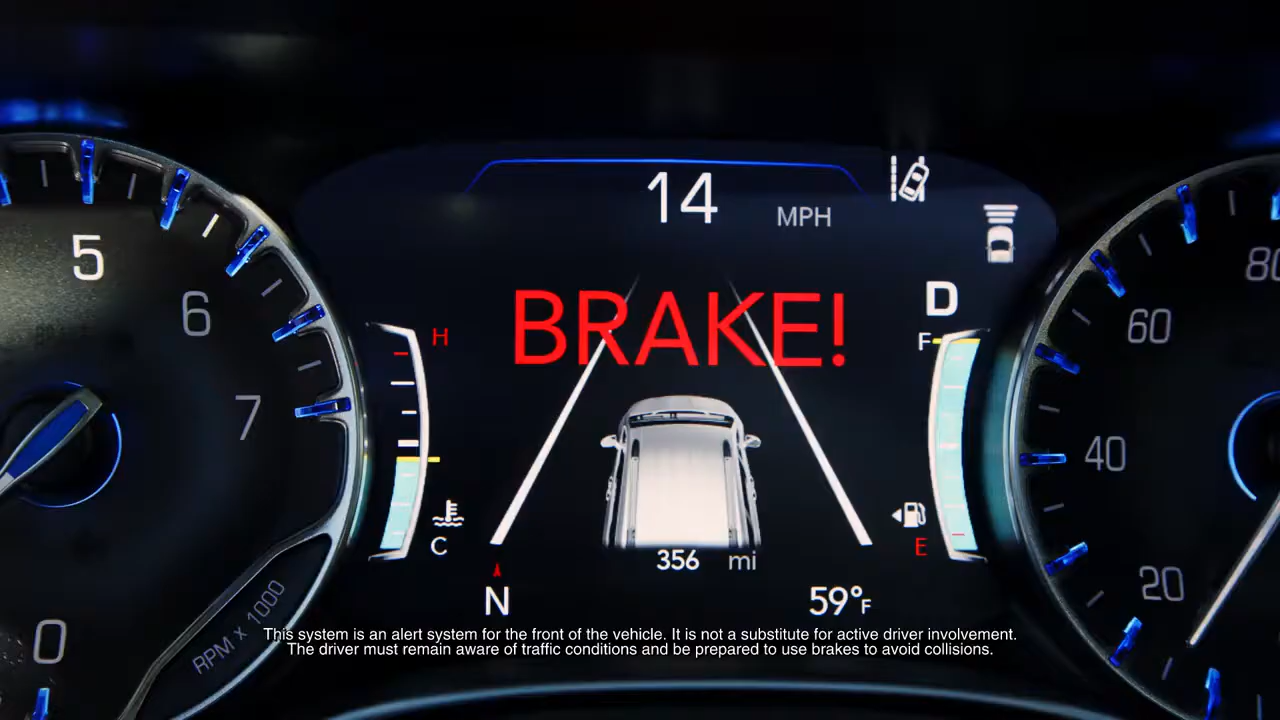 14 MPH
BRAKE!
D
H
F
C
E
356 mi
N
59°F
5
6
7
0
RPM x 1000
80
60
40
20
This system is an alert system for the front of the vehicle. It is not a substitute for active driver involvement.
The driver must remain aware of traffic conditions and be prepared to use brakes to avoid collisions.